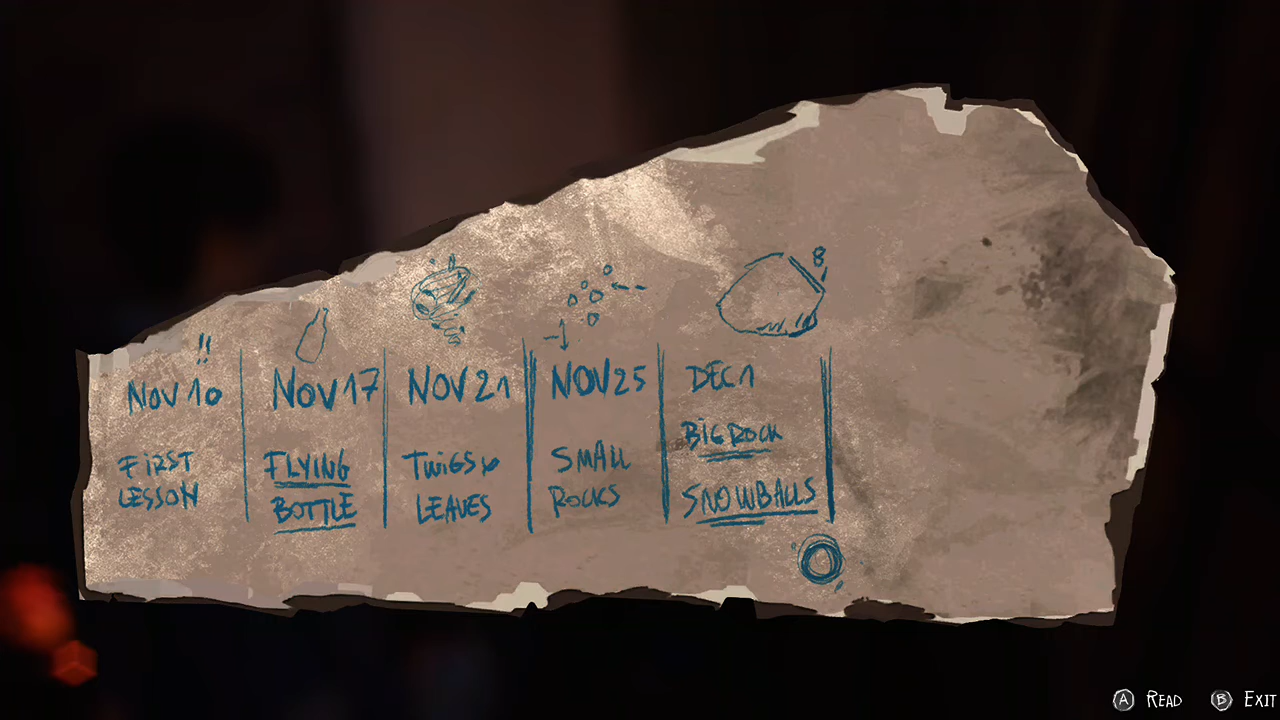 !!
8
NOV 10
FIRST
LESSON
NOV 17
FLYING
BOTTLE
NOV 21
TWIGS &
LEAVES
NOV 25
SMALL
ROCKS
DEC 1
BIG ROCK
SNOWBALLS
A READ B EXIT